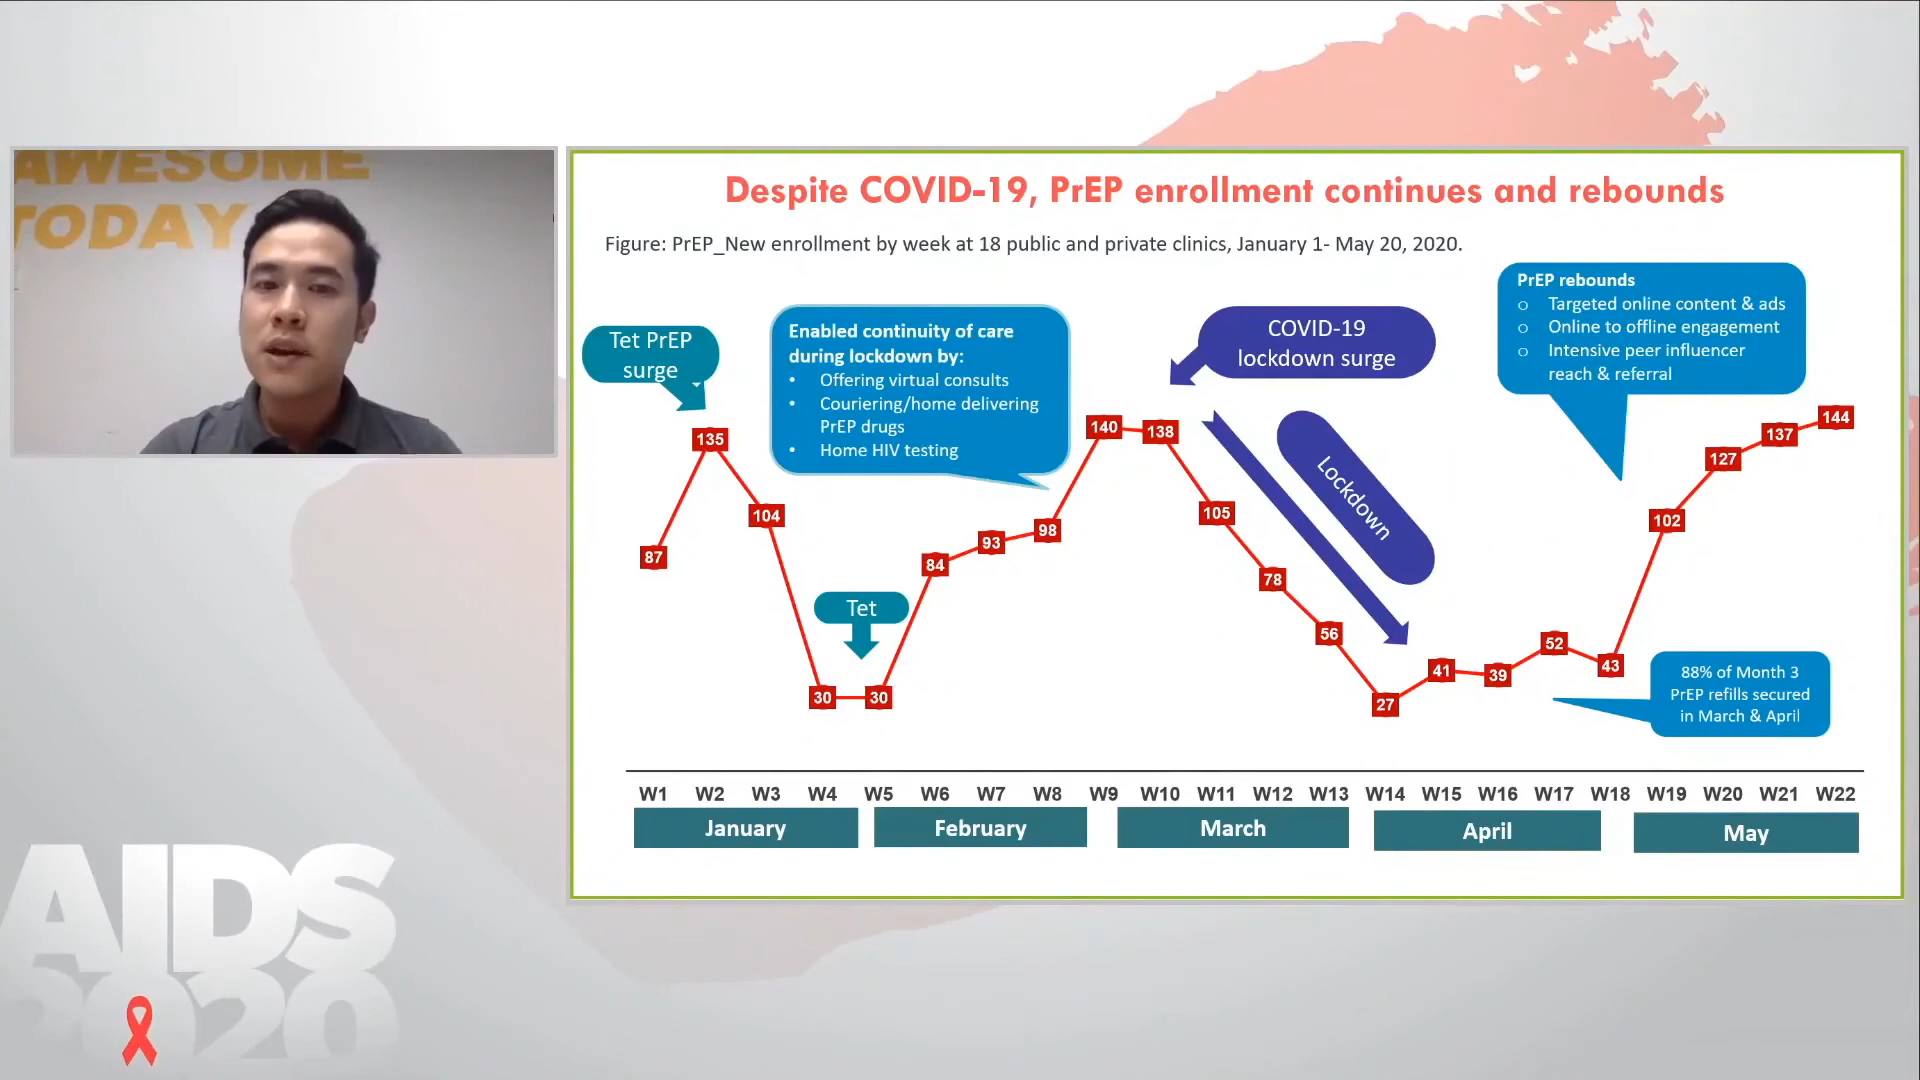 AWESOME
TODAY
Despite COVID-19, PrEP enrollment continues and rebounds
Figure: PrEP_New enrollment by week at 18 public and private clinics, January 1- May 20, 2020.
Tet PrEP
surge
Enabled continuity of care
during lockdown by:
• Offering virtual consults
• Couriering/home delivering
PrEP drugs
• Home HIV testing
COVID-19
lockdown surge
PrEP rebounds
o Targeted online content & ads
o Online to offline engagement
o Intensive peer influencer
reach & referral
Lockdown
Tet
87
135
104
30
30
84
93
98
140
138
105
78
56
27
41
39
52
43
102
127
137
144
88% of Month 3
PrEP refills secured
in March & April
W1 W2 W3 W4 W5 W6 W7 W8 W9 W10 W11 W12 W13 W14 W15 W16 W17 W18 W19 W20 W21 W22
January February March April May
AIDS
2020